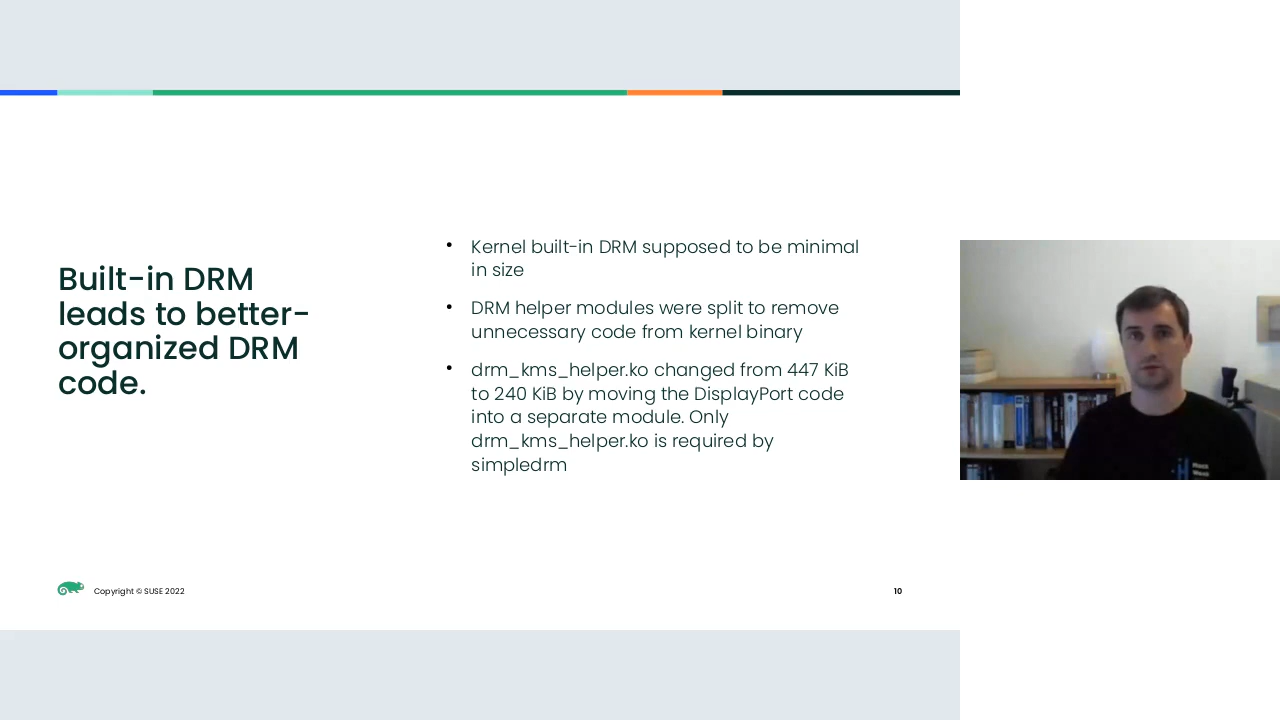 Built-in DRM
leads to better-
organized DRM
code.
• Kernel built-in DRM supposed to be minimal
in size
• DRM helper modules were split to remove
unnecessary code from kernel binary
• drm_kms_helper.ko changed from 447 KiB
to 240 KiB by moving the DisplayPort code
into a separate module. Only
drm_kms_helper.ko is required by
simpledrm
Copyright © SUSE 2022
10
Hack
Week